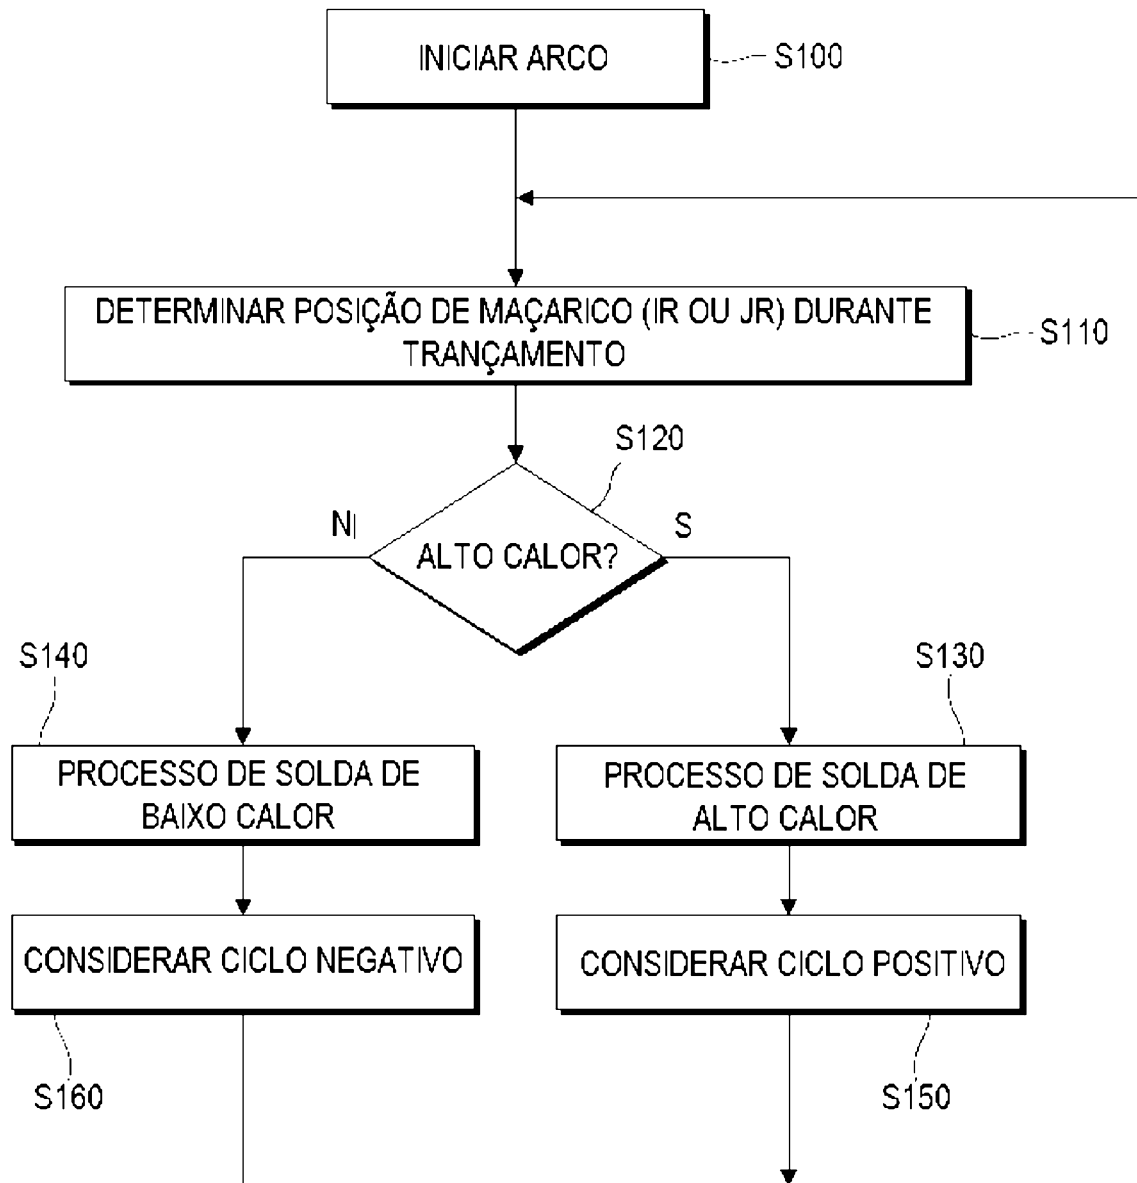 INICIAR ARCO
S100
DETERMINAR POSIÇÃO DE MAÇARICO (IR OU JR) DURANTE
TRANÇAMENTO
S110
S120
N
S
ALTO CALOR?
S140
S130
PROCESSO DE SOLDA DE
BAIXO CALOR
PROCESSO DE SOLDA DE
ALTO CALOR
CONSIDERAR CICLO NEGATIVO
CONSIDERAR CICLO POSITIVO
S160
S150